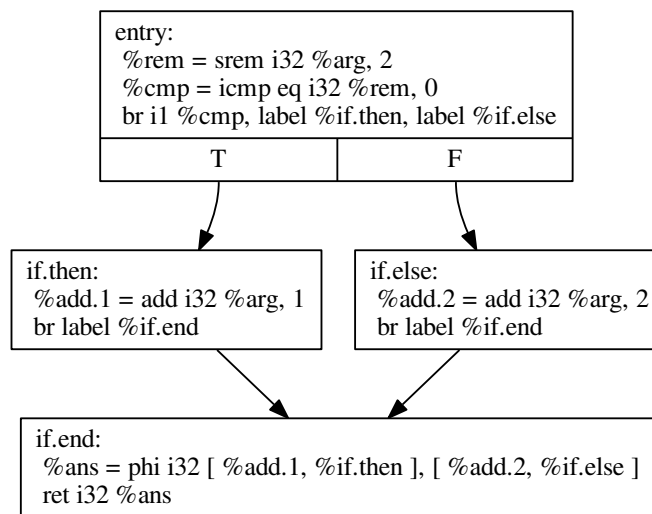 entry:
%rem = srem i32 %arg, 2
%cmp = icmp eq i32 %rem, 0
br i1 %cmp, label %if.then, label %if.else
T
F
if.then:
%add.1 = add i32 %arg, 1
br label %if.end
if.else:
%add.2 = add i32 %arg, 2
br label %if.end
if.end:
%ans = phi i32 [ %add.1, %if.then ], [ %add.2, %if.else ]
ret i32 %ans